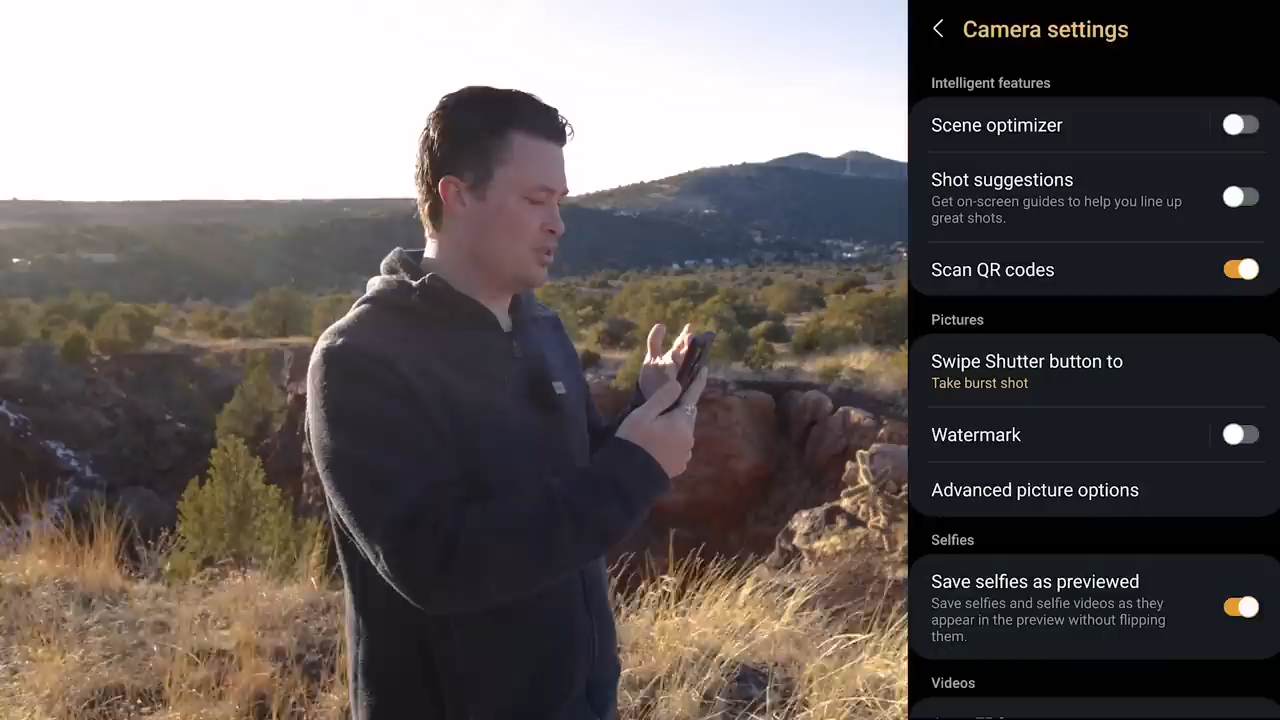 Camera settings
Intelligent features
Scene optimizer
Shot suggestions
Get on-screen guides to help you line up
great shots.
Scan QR codes
Pictures
Swipe Shutter button to
Take burst shot
Watermark
Advanced picture options
Selfies
Save selfies as previewed
Save selfies and selfie videos as they
appear in the preview without flipping
them.
Videos